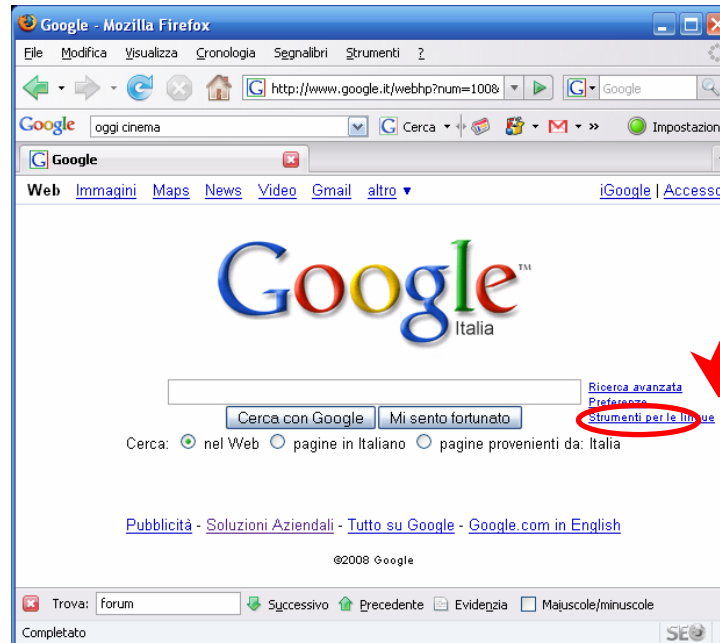 Google - Mozilla Firefox
File Modifica Visualizza Cronologia Segnalibri Strumenti ?
G http://www.google.it/webhp?num=100& G Google
Google oggi cinema G Cerca » Impostazion
G Google
Web Immagini Maps News Video Gmail altro ▼ iGoogle | Accesso
Google™
Italia
Ricerca avanzata
Preferenze
Cerca con Google Mi sento fortunato Strumenti per le lingue
Cerca: nel Web pagine in Italiano pagine provenienti da: Italia
Pubblicità - Soluzioni Aziendali - Tutto su Google - Google.com in English
©2008 Google
Trova: forum Successivo Precedente Evidenzia Majuscole/minuscole
Completato SEO